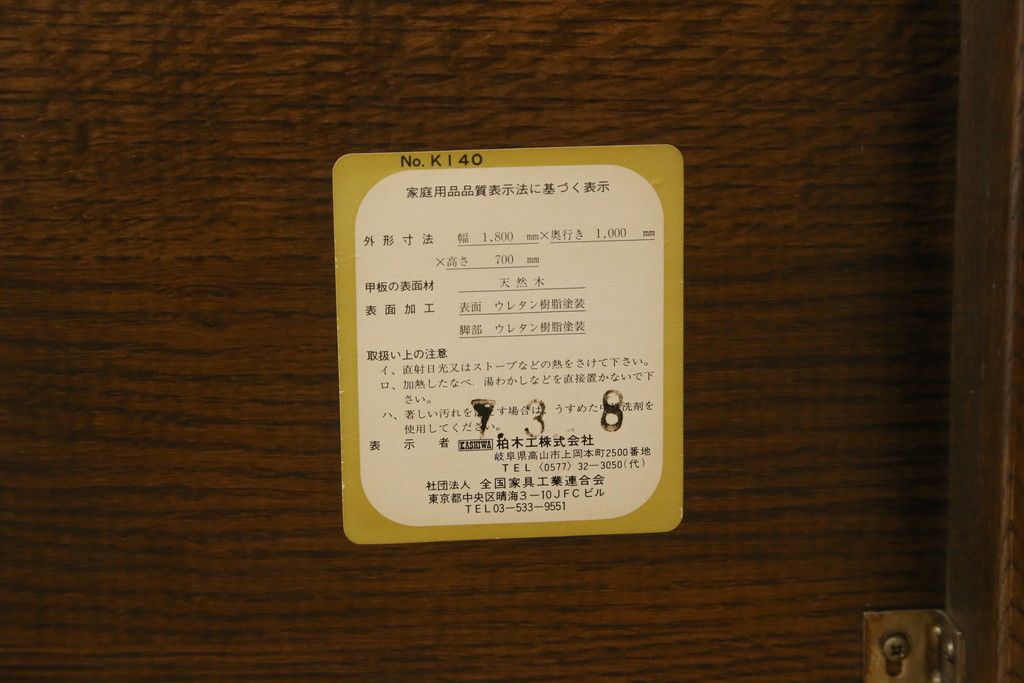 No. K140
家庭用品品質表示法に基づく表示
外形寸法 幅 1,800 mm×奥行き 1,000 mm
×高さ 700 mm
甲板の表面材 天然木
表面加工 表面 ウレタン樹脂塗装
脚部 ウレタン樹脂塗装
取扱い上の注意
イ、直射日光又はストーブなどの熱をさけて下さい。
ロ、加熱したなべ、湯わかしなどを直接置かないで下
さい。
ハ、著しい汚れを す場合は、うすめた 洗剤を
使用してください。
7. 3. 8
表示者 KASHIWA 柏木工株式会社
岐阜県高山市上岡本町2500番地
TEL〈0577〉32―3050(代)
社団法人 全国家具工業連合会
東京都中央区晴海3―10JFCビル
TEL03―533―9551